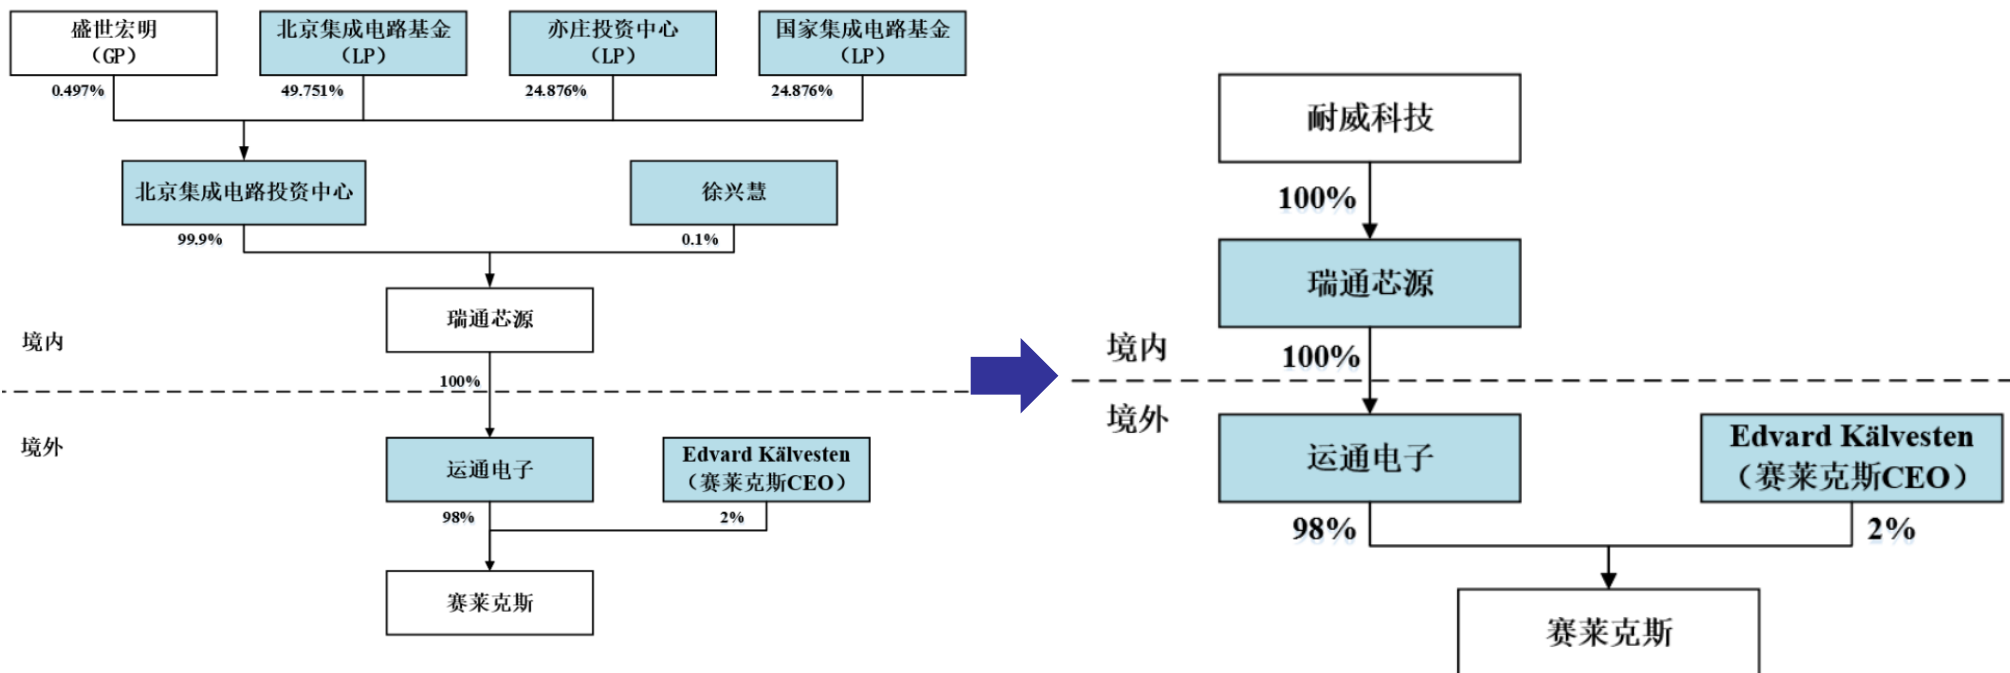 盛世宏明
（GP）
北京集成电路基金
（LP）
亦庄投资中心
（LP）
国家集成电路基金
（LP）
0.497%
49.751%
24.876%
24.876%
北京集成电路投资中心
徐兴慧
99.9%
0.1%
瑞通芯源
境内
100%
境外
运通电子
Edvard Kälvesten
（赛莱克斯CEO）
98%
2%
赛莱克斯
耐威科技
100%
瑞通芯源
境内
100%
境外
运通电子
Edvard Kälvesten
（赛莱克斯CEO）
98%
2%
赛莱克斯